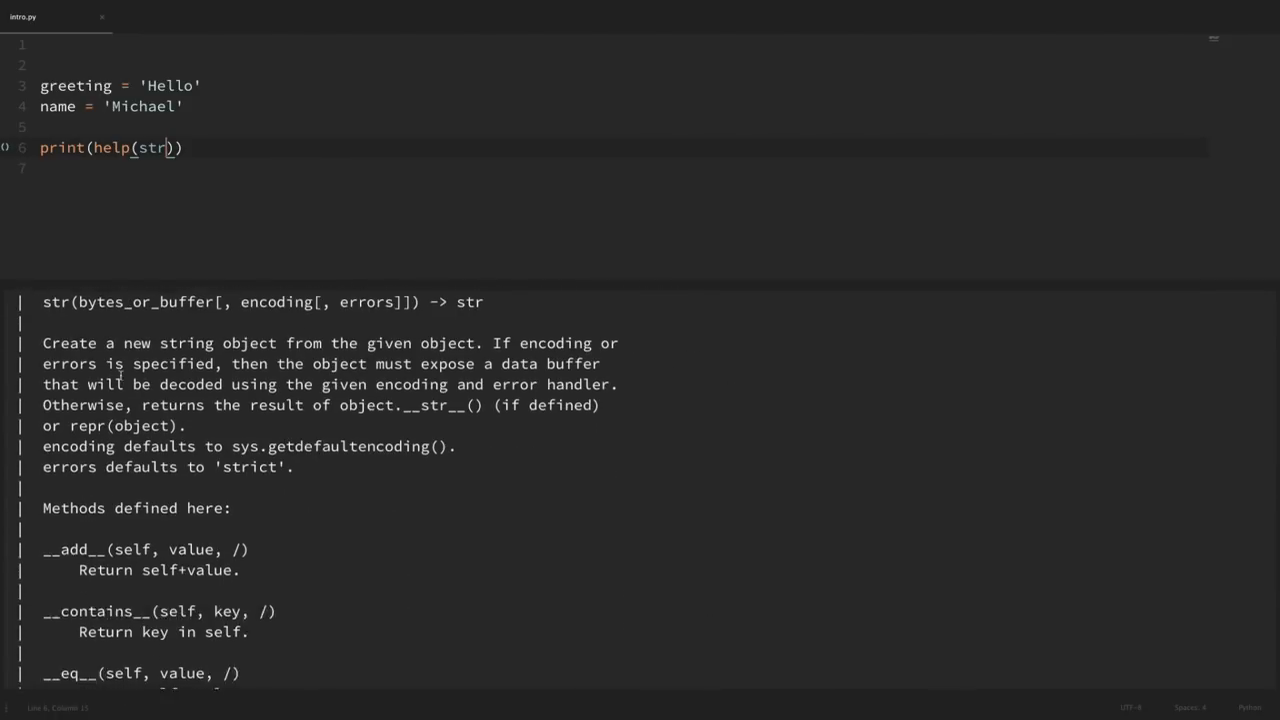 intro.py ×
1
2
3 greeting = 'Hello'
4 name = 'Michael'
5
() 6 print(help(str))
7
| str(bytes_or_buffer[, encoding[, errors]]) -> str
|
| Create a new string object from the given object. If encoding or
| errors is specified, then the object must expose a data buffer
| that will be decoded using the given encoding and error handler.
| Otherwise, returns the result of object.__str__() (if defined)
| or repr(object).
| encoding defaults to sys.getdefaultencoding().
| errors defaults to 'strict'.
|
| Methods defined here:
|
| __add__(self, value, /)
|     Return self+value.
|
| __contains__(self, key, /)
|     Return key in self.
|
| __eq__(self, value, /)
Line 6, Column 15 UTF-8 Spaces: 4 Python